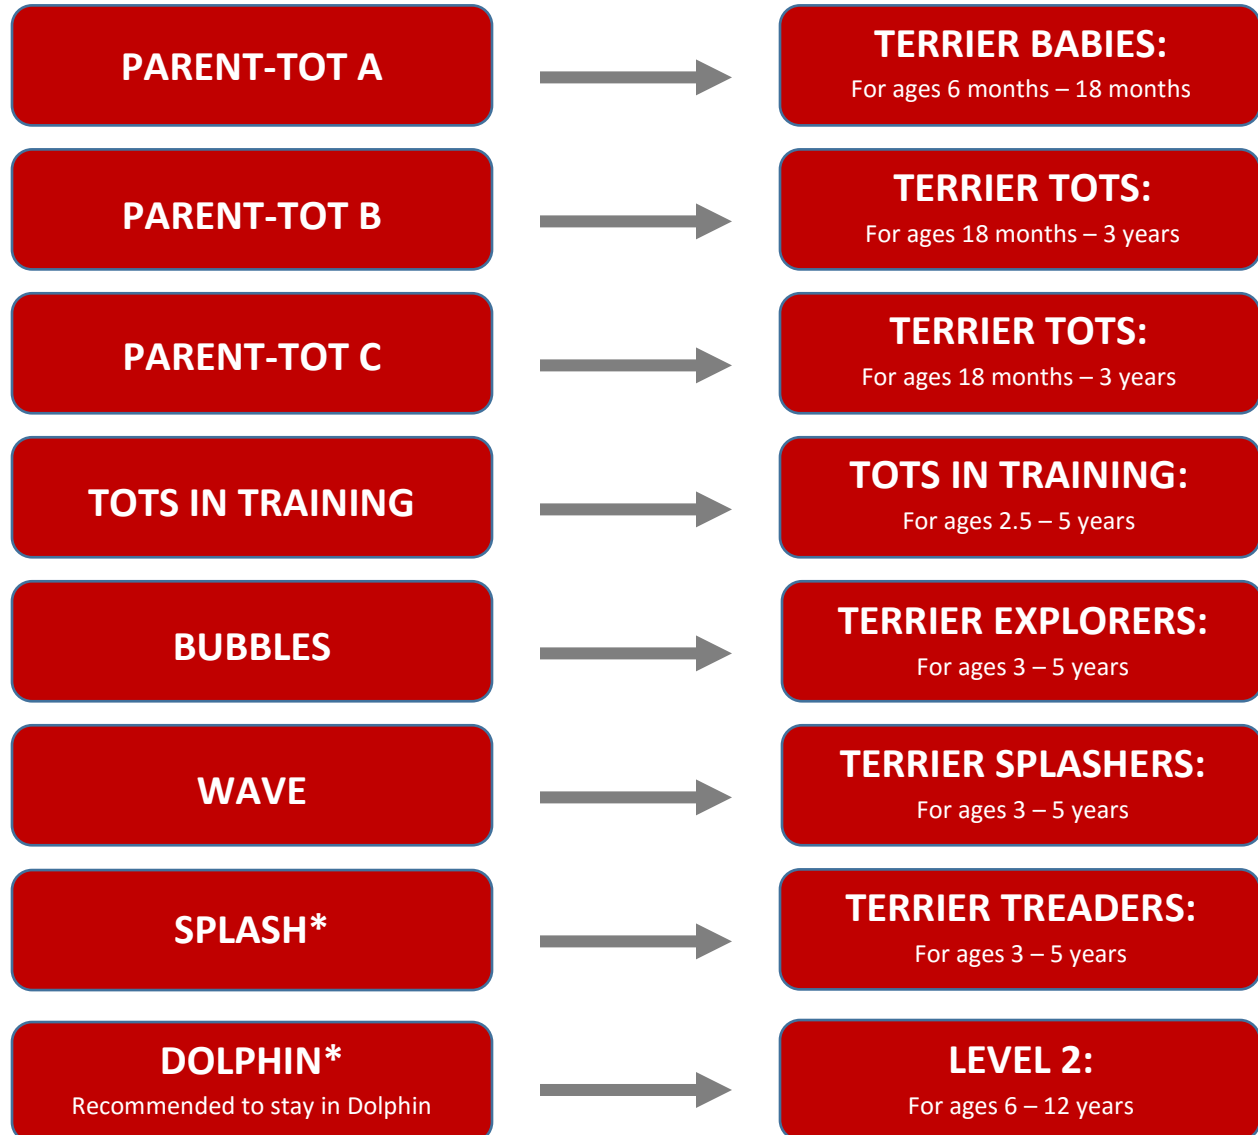 PARENT-TOT A
TERRIER BABIES:
For ages 6 months – 18 months
PARENT-TOT B
TERRIER TOTS:
For ages 18 months – 3 years
PARENT-TOT C
TERRIER TOTS:
For ages 18 months – 3 years
TOTS IN TRAINING
TOTS IN TRAINING:
For ages 2.5 – 5 years
BUBBLES
TERRIER EXPLORERS:
For ages 3 – 5 years
WAVE
TERRIER SPLASHERS:
For ages 3 – 5 years
SPLASH*
TERRIER TREADERS:
For ages 3 – 5 years
DOLPHIN*
Recommended to stay in Dolphin
LEVEL 2:
For ages 6 – 12 years